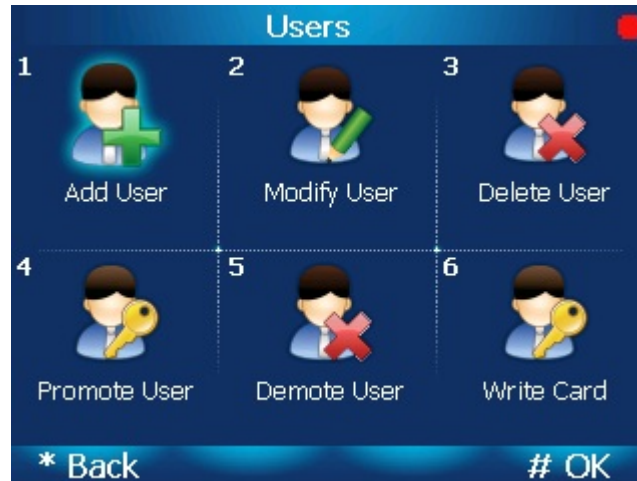 Users
1 2 3
Add User Modify User Delete User
4 5 6
Promote User Demote User Write Card
* Back # OK